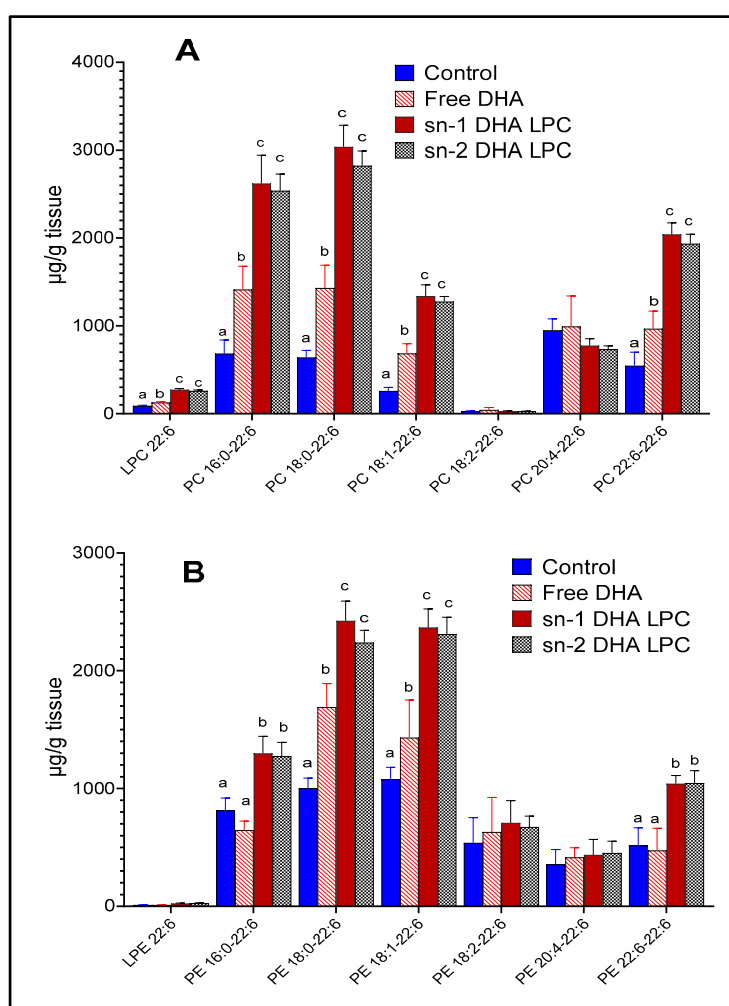 A
Control
Free DHA
sn-1 DHA LPC
sn-2 DHA LPC
µg/g tissue
4000
3000
2000
1000
0
a b c c
a b c c
a b c c
a b c c
a b c c
LPC 22:6
PC 16:0-22:6
PC 18:0-22:6
PC 18:1-22:6
PC 18:2-22:6
PC 20:4-22:6
PC 22:6-22:6
B
Control
Free DHA
sn-1 DHA LPC
sn-2 DHA LPC
µg/g tissue
3000
2000
1000
0
a a b b
a b c c
a b c c
a a b b
LPE 22:6
PE 16:0-22:6
PE 18:0-22:6
PE 18:1-22:6
PE 18:2-22:6
PE 20:4-22:6
PE 22:6-22:6